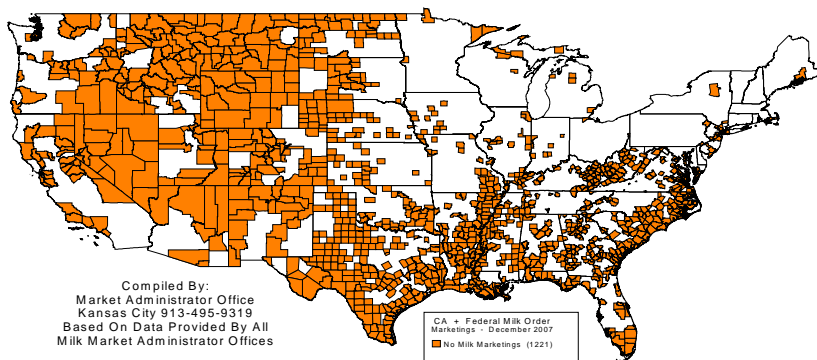 Compiled By:
Market Administrator Office
Kansas City 913-495-9319
Based On Data Provided By All
Milk Market Administrator Offices
CA + Federal Milk Order
Marketings - December 2007
No Milk Marketings (1221)